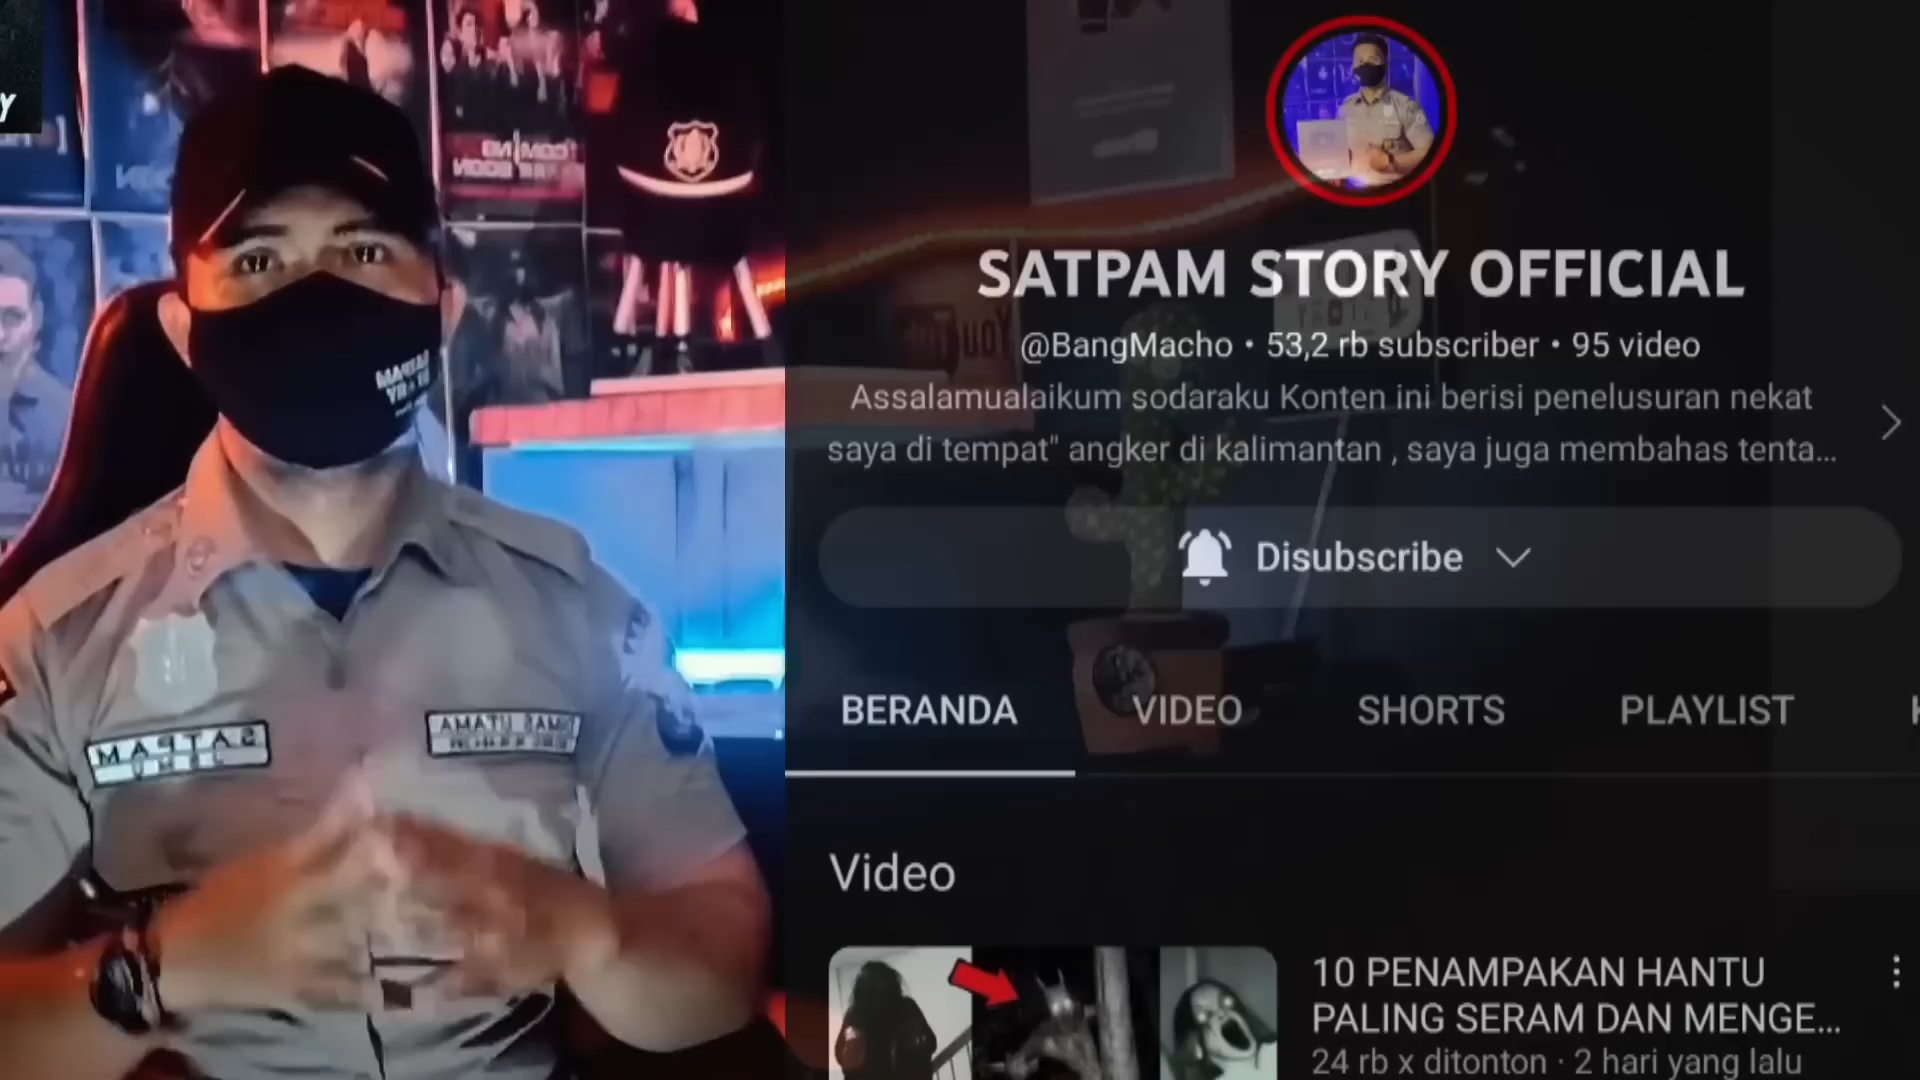 Y
SATPAM
SATPAM STORY OFFICIAL
@BangMacho • 53,2 rb subscriber • 95 video
Assalamualaikum sodaraku Konten ini berisi penelusuran nekat
saya di tempat" angker di kalimantan , saya juga membahas tenta...
Disubscribe
BERANDA VIDEO SHORTS PLAYLIST
Video
10 PENAMPAKAN HANTU
PALING SERAM DAN MENGE...
24 rb x ditonton · 2 hari yang lalu